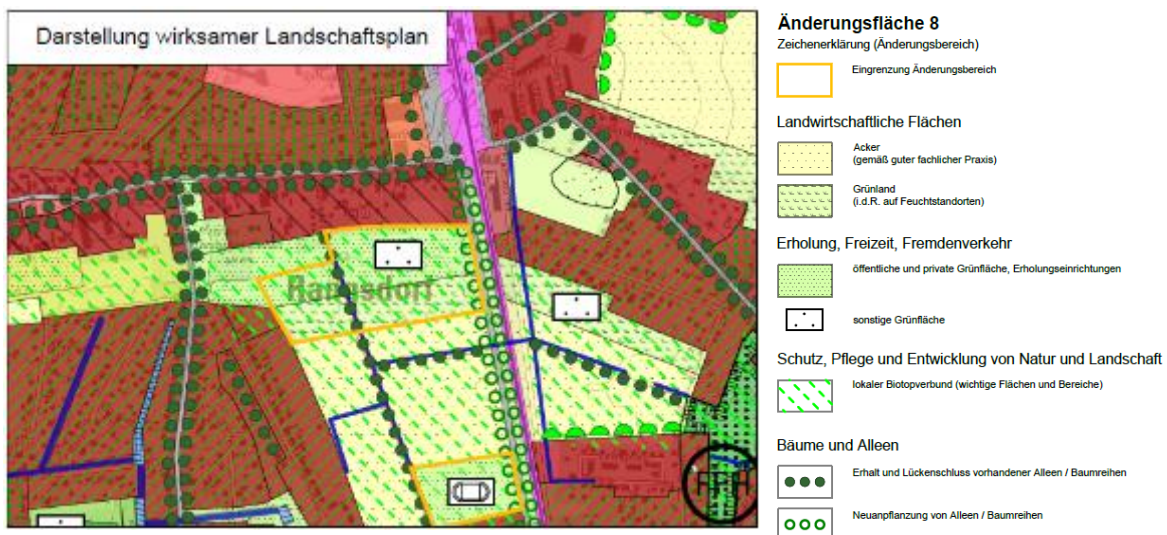 Darstellung wirksamer Landschaftsplan
Rangsdorf
Änderungsfläche 8
Zeichenerklärung (Änderungsbereich)
Eingrenzung Änderungsbereich
Landwirtschaftliche Flächen
Acker
(gemäß guter fachlicher Praxis)
Grünland
(i.d.R. auf Feuchtstandorten)
Erholung, Freizeit, Fremdenverkehr
öffentliche und private Grünfläche, Erholungseinrichtungen
sonstige Grünfläche
Schutz, Pflege und Entwicklung von Natur und Landschaft
lokaler Biotopverbund (wichtige Flächen und Bereiche)
Bäume und Alleen
Erhalt und Lückenschluss vorhandener Alleen / Baumreihen
Neuanpflanzung von Alleen / Baumreihen